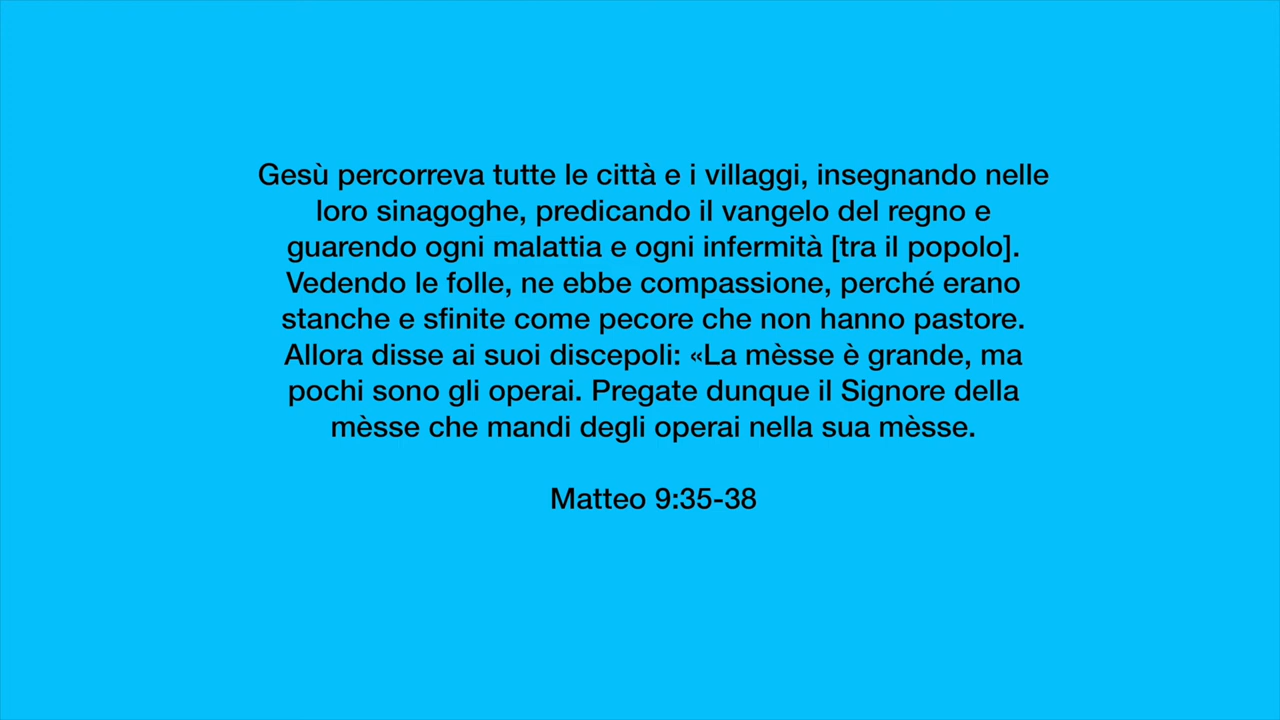 Gesù percorreva tutte le città e i villaggi, insegnando nelle
loro sinagoghe, predicando il vangelo del regno e
guarendo ogni malattia e ogni infermità [tra il popolo].
Vedendo le folle, ne ebbe compassione, perché erano
stanche e sfinite come pecore che non hanno pastore.
Allora disse ai suoi discepoli: «La mèsse è grande, ma
pochi sono gli operai. Pregate dunque il Signore della
mèsse che mandi degli operai nella sua mèsse.
Matteo 9:35-38